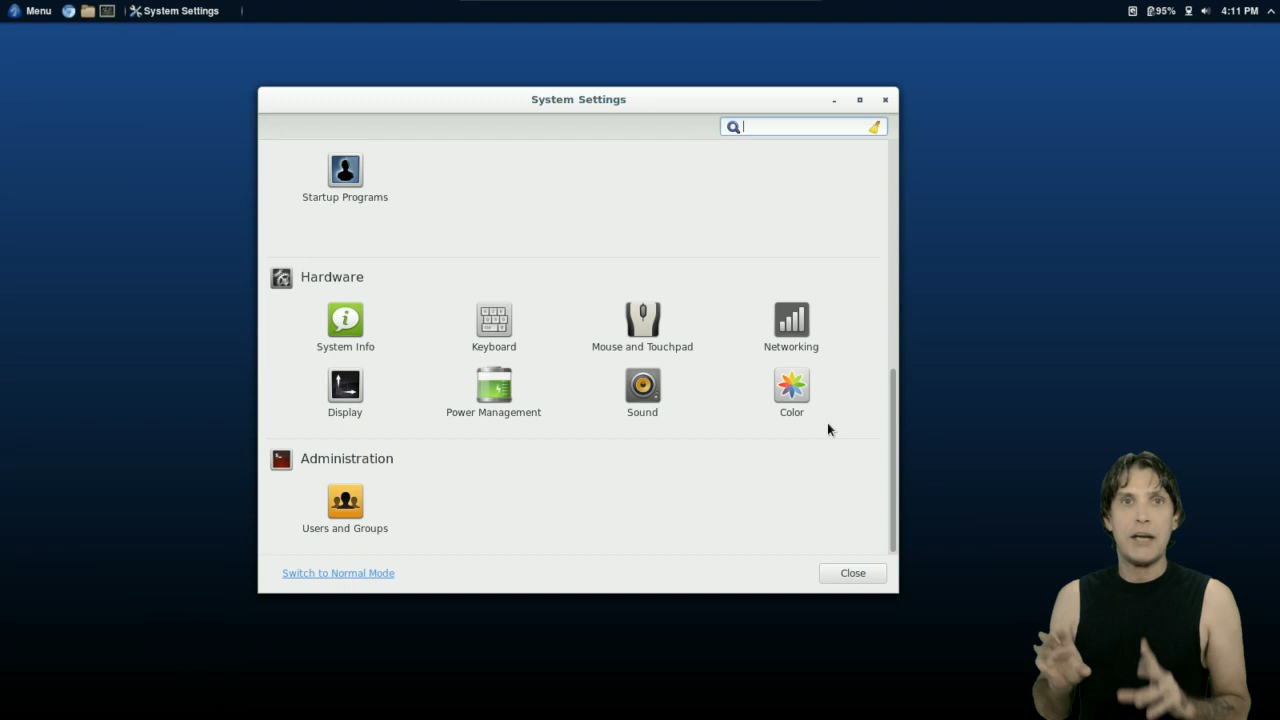 Menu
System Settings
95%
4:11 PM
System Settings
Startup Programs
Hardware
System Info
Keyboard
Mouse and Touchpad
Networking
Display
Power Management
Sound
Color
Administration
Users and Groups
Switch to Normal Mode
Close